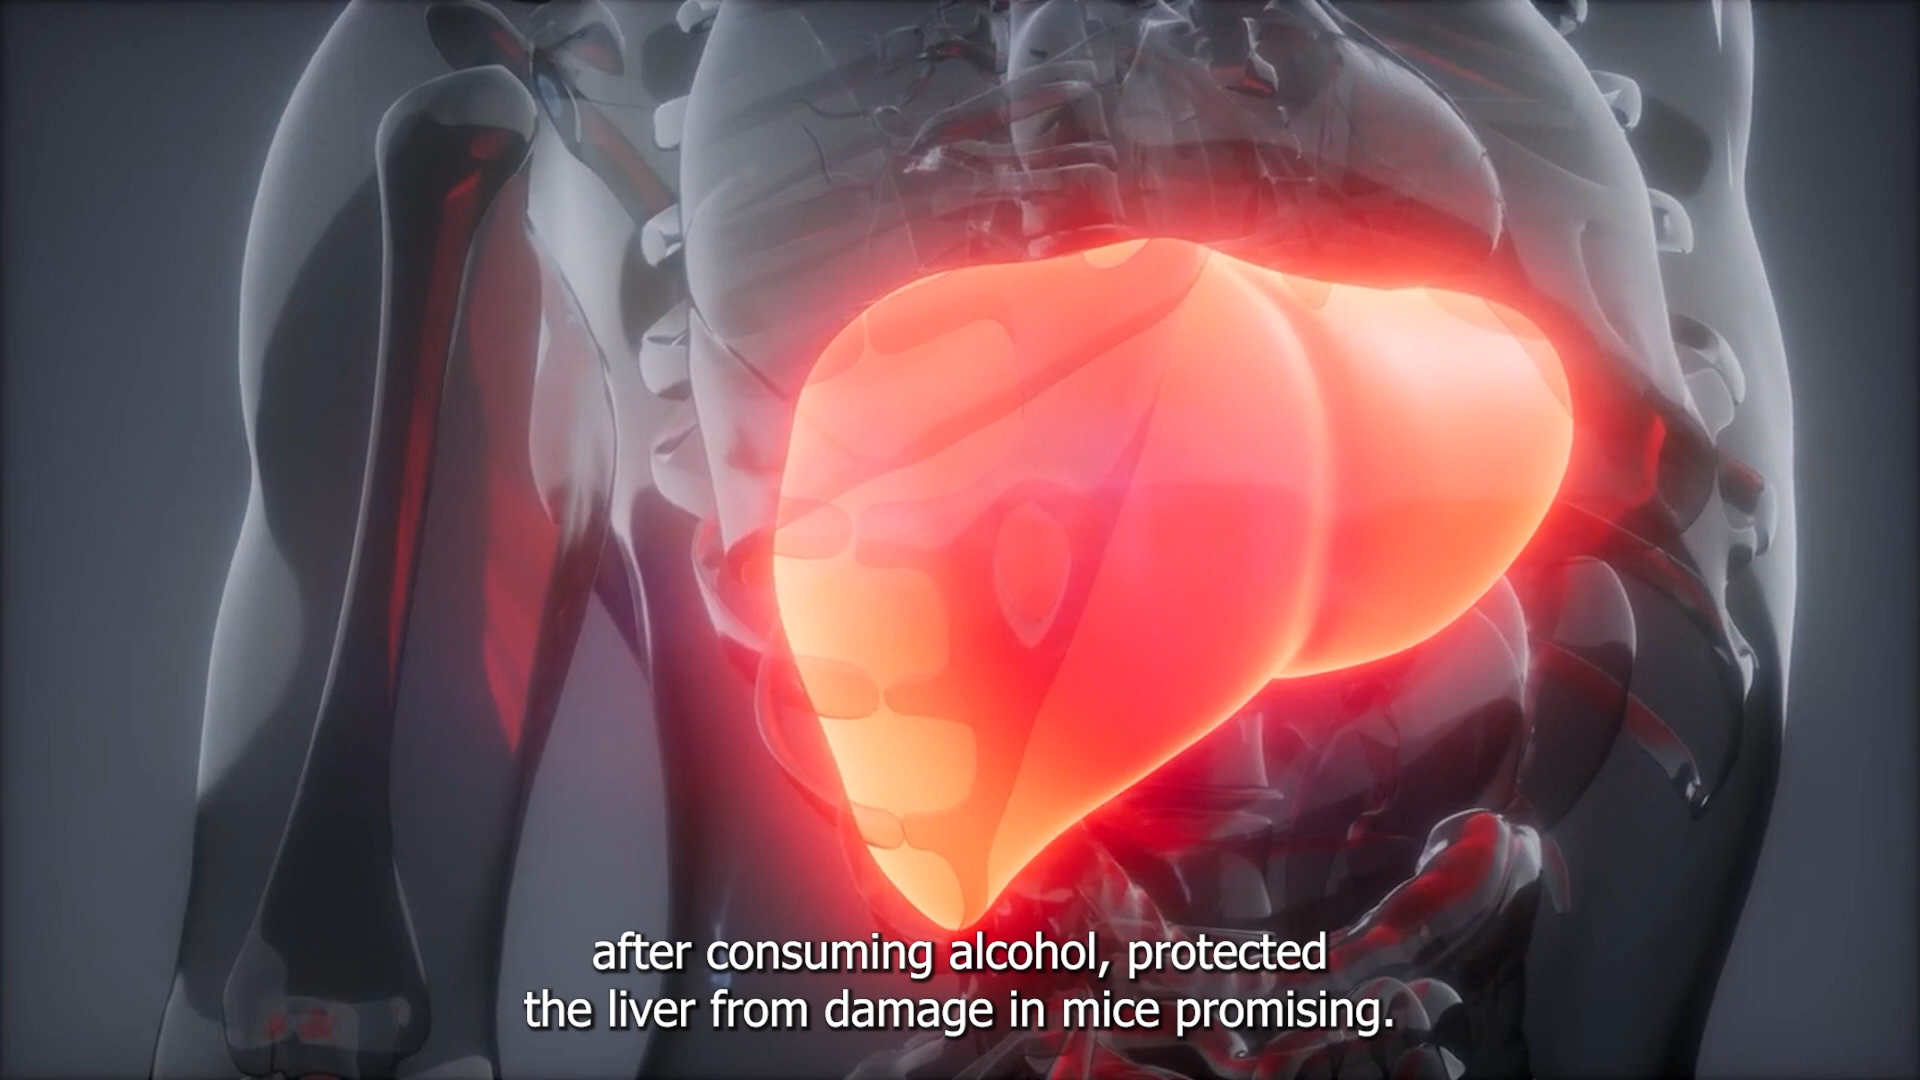 after consuming alcohol, protected
the liver from damage in mice promising.